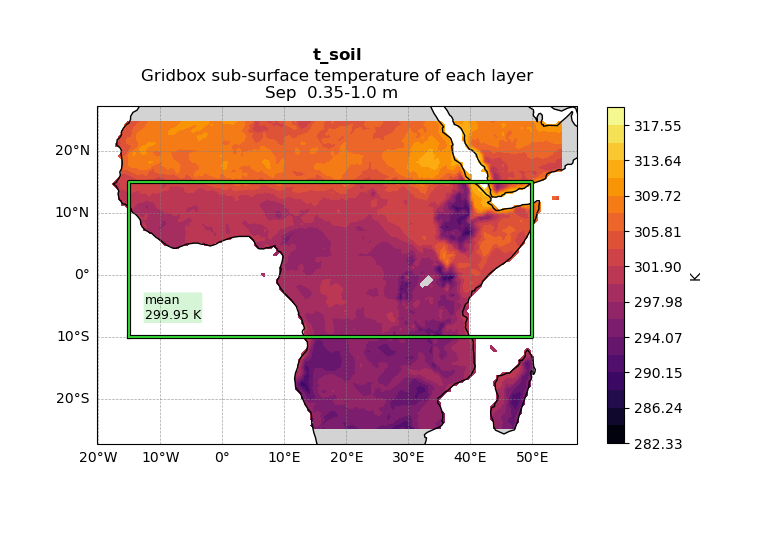 t_soil
Gridbox sub-surface temperature of each layer
Sep  0.35-1.0 m
20°N
10°N
0°
10°S
20°S
mean
299.95 K
20°W
10°W
0°
10°E
20°E
30°E
40°E
50°E
317.55
313.64
309.72
305.81
301.90
297.98
294.07
290.15
286.24
282.33
K